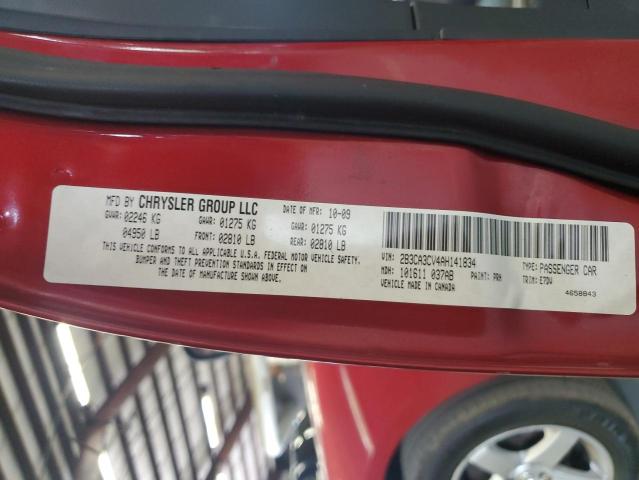 MFD BY CHRYSLER GROUP LLC
DATE OF MFR 10-09
GVWR: 02246 KG GAWR: 01275 KG GAWR: 01275 KG
04950 LB FRONT: 02810 LB REAR: 02810 LB
THIS VEHICLE CONFORMS TO ALL APPLICABLE U.S.A. FEDERAL MOTOR VEHICLE SAFETY,
BUMPER AND THEFT PREVENTION STANDARDS IN EFFECT ON
THE DATE OF MANUFACTURE SHOWN ABOVE.
VIN: 2B3CA3CV4AH141834 TYPE: PASSENGER CAR
MDH: 101611 037AB PAINT: PRH TRIM: E7DV
VEHICLE MADE IN CANADA
4658843